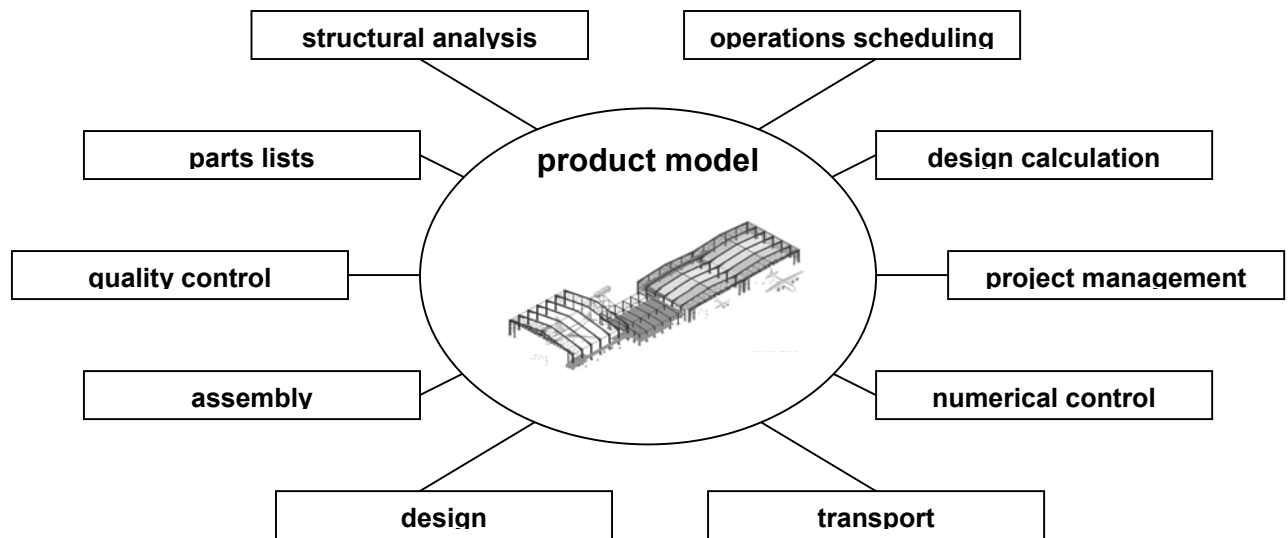 structural analysis
operations scheduling
parts lists
product model
design calculation
quality control
project management
assembly
numerical control
design
transport